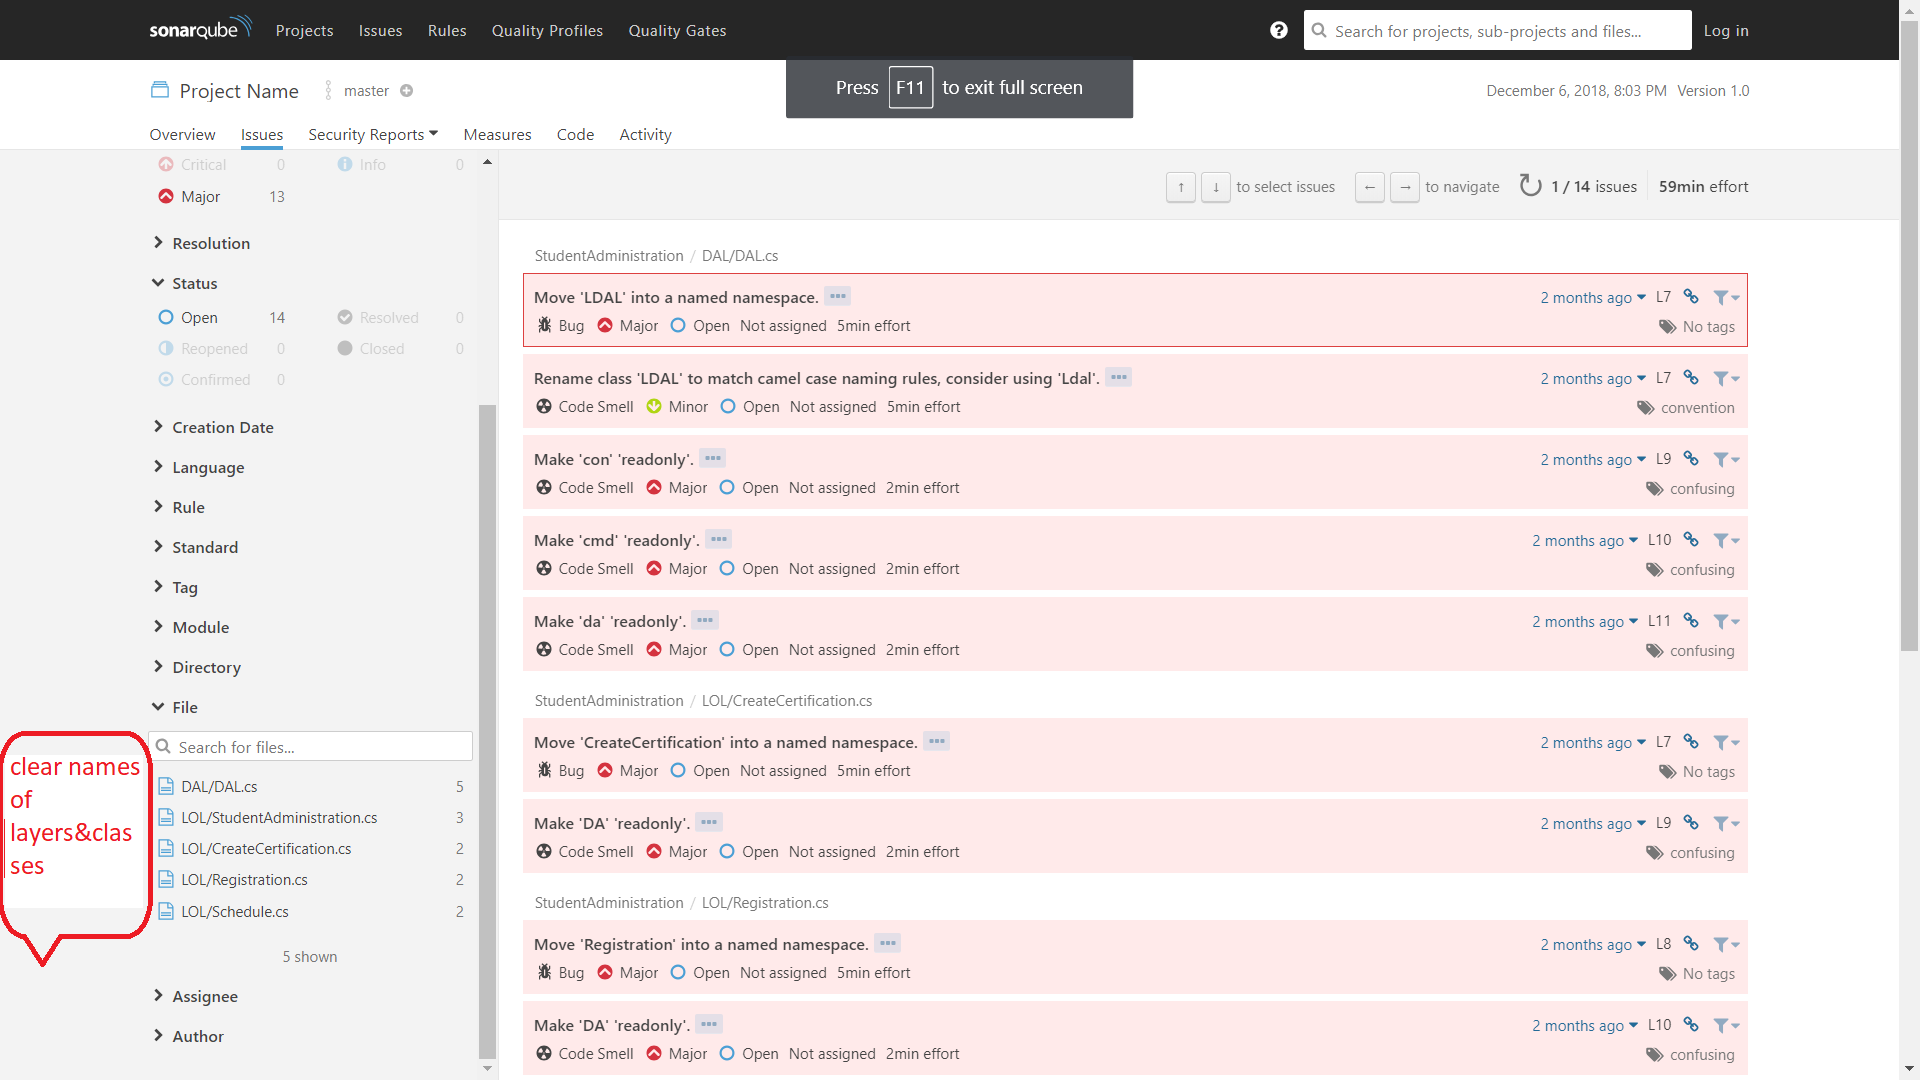 sonarqube Projects Issues Rules Quality Profiles Quality Gates ? Search for projects, sub-projects and files... Log in
Press F11 to exit full screen
Project Name master December 6, 2018, 8:03 PM Version 1.0
Overview Issues Security Reports Measures Code Activity
Critical 0 Info 0
Major 13
Resolution
Status
Open 14 Resolved 0
Reopened 0 Closed 0
Confirmed 0
Creation Date
Language
Rule
Standard
Tag
Module
Directory
File
Search for files...
DAL/DAL.cs 5
LOL/StudentAdministration.cs 3
LOL/CreateCertification.cs 2
LOL/Registration.cs 2
LOL/Schedule.cs 2
5 shown
Assignee
Author
clear names
of
layers&clas
ses
↑ ↓ to select issues ← → to navigate 1 / 14 issues 59min effort
StudentAdministration / DAL/DAL.cs
Move 'LDAL' into a named namespace. 2 months ago L7
Bug Major Open Not assigned 5min effort No tags
Rename class 'LDAL' to match camel case naming rules, consider using 'Ldal'. 2 months ago L7
Code Smell Minor Open Not assigned 5min effort convention
Make 'con' 'readonly'. 2 months ago L9
Code Smell Major Open Not assigned 2min effort confusing
Make 'cmd' 'readonly'. 2 months ago L10
Code Smell Major Open Not assigned 2min effort confusing
Make 'da' 'readonly'. 2 months ago L11
Code Smell Major Open Not assigned 2min effort confusing
StudentAdministration / LOL/CreateCertification.cs
Move 'CreateCertification' into a named namespace. 2 months ago L7
Bug Major Open Not assigned 5min effort No tags
Make 'DA' 'readonly'. 2 months ago L9
Code Smell Major Open Not assigned 2min effort confusing
StudentAdministration / LOL/Registration.cs
Move 'Registration' into a named namespace. 2 months ago L8
Bug Major Open Not assigned 5min effort No tags
Make 'DA' 'readonly'. 2 months ago L10
Code Smell Major Open Not assigned 2min effort confusing